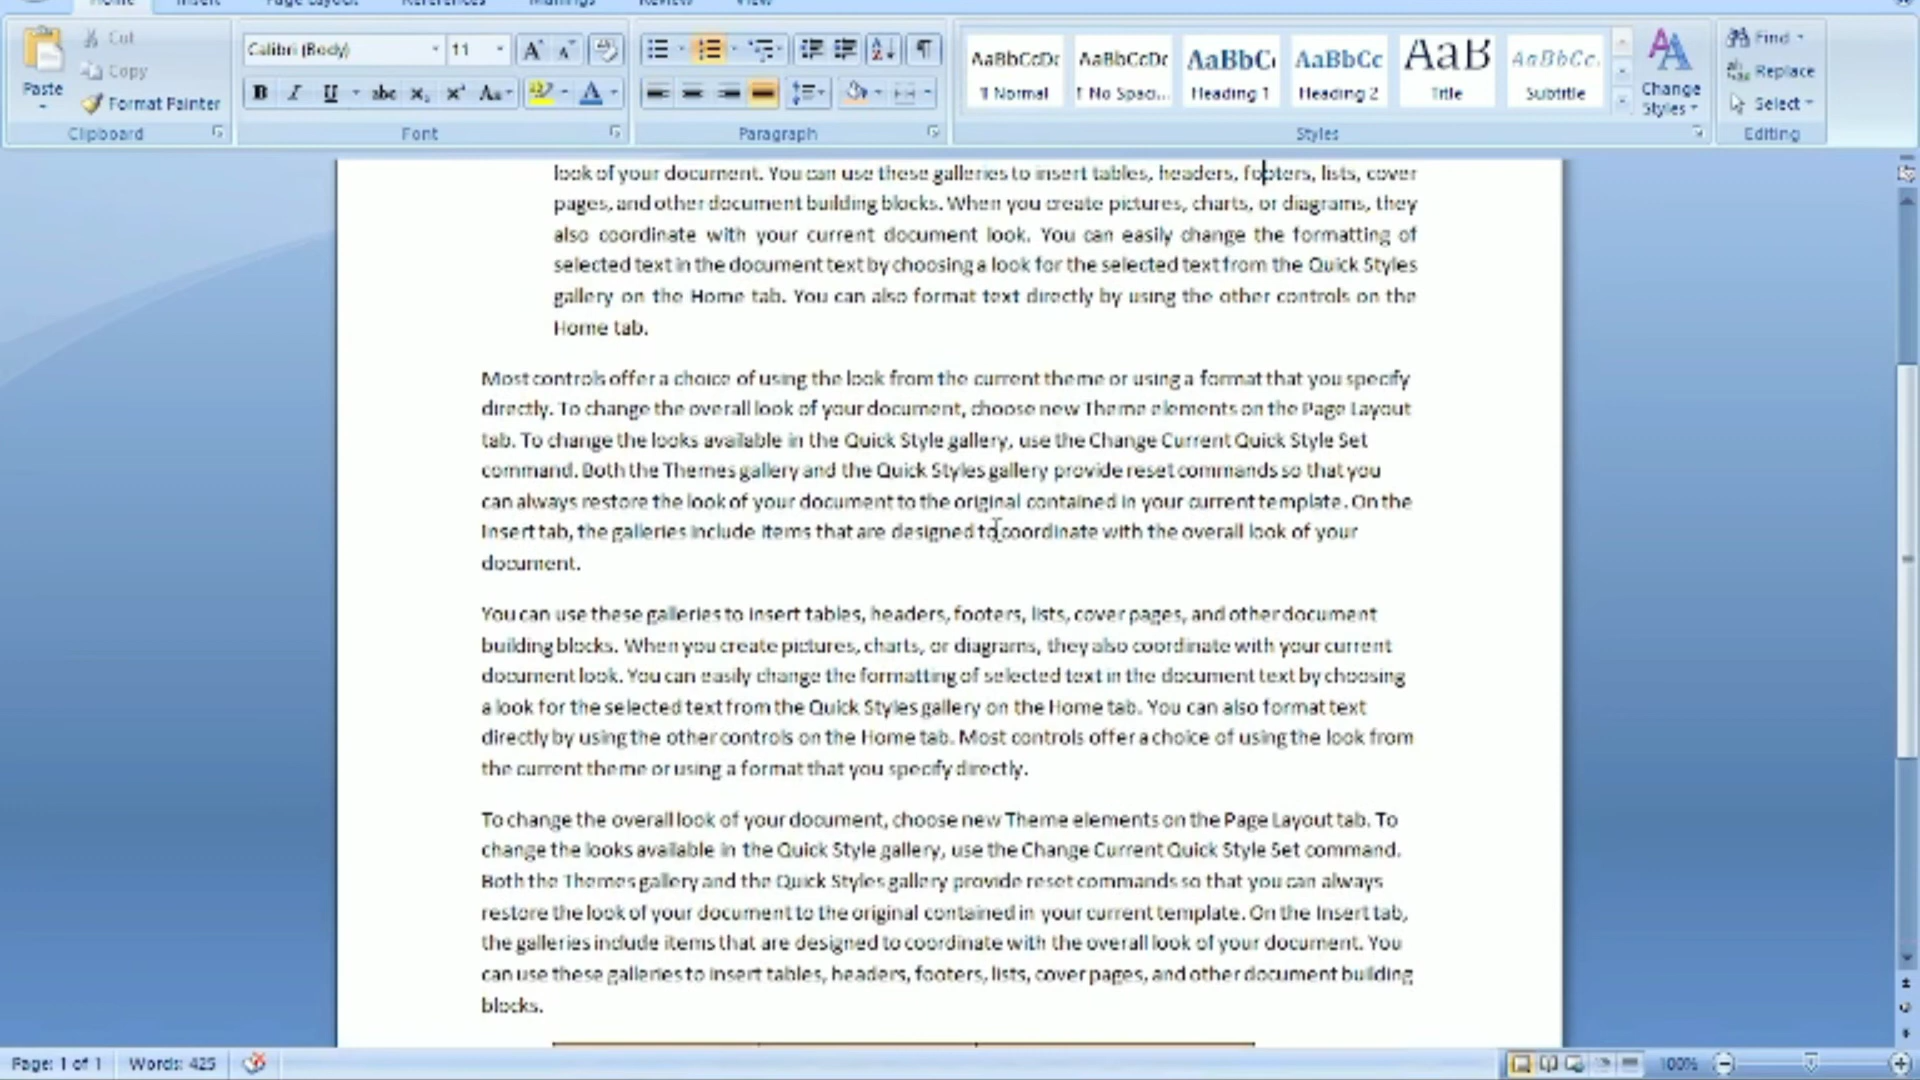 Home Insert Page Layout References Mailings Review View
Cut
Copy
Paste
Format Painter
Clipboard
Calibri (Body) 11
B I U abc X₂ X² Aa A
Font
Paragraph
AaBbCcDc AaBbCcDc AaBbC AaBbCc AaB AaBbCc.
¶ Normal ¶ No Spaci... Heading 1 Heading 2 Title Subtitle
Styles
Change
Styles
Find
Replace
Select
Editing
look of your document. You can use these galleries to insert tables, headers, footers, lists, cover
pages, and other document building blocks. When you create pictures, charts, or diagrams, they
also coordinate with your current document look. You can easily change the formatting of
selected text in the document text by choosing a look for the selected text from the Quick Styles
gallery on the Home tab. You can also format text directly by using the other controls on the
Home tab.
Most controls offer a choice of using the look from the current theme or using a format that you specify
directly. To change the overall look of your document, choose new Theme elements on the Page Layout
tab. To change the looks available in the Quick Style gallery, use the Change Current Quick Style Set
command. Both the Themes gallery and the Quick Styles gallery provide reset commands so that you
can always restore the look of your document to the original contained in your current template. On the
Insert tab, the galleries include items that are designed to coordinate with the overall look of your
document.
You can use these galleries to insert tables, headers, footers, lists, cover pages, and other document
building blocks. When you create pictures, charts, or diagrams, they also coordinate with your current
document look. You can easily change the formatting of selected text in the document text by choosing
a look for the selected text from the Quick Styles gallery on the Home tab. You can also format text
directly by using the other controls on the Home tab. Most controls offer a choice of using the look from
the current theme or using a format that you specify directly.
To change the overall look of your document, choose new Theme elements on the Page Layout tab. To
change the looks available in the Quick Style gallery, use the Change Current Quick Style Set command.
Both the Themes gallery and the Quick Styles gallery provide reset commands so that you can always
restore the look of your document to the original contained in your current template. On the Insert tab,
the galleries include items that are designed to coordinate with the overall look of your document. You
can use these galleries to insert tables, headers, footers, lists, cover pages, and other document building
blocks.
Page: 1 of 1 Words: 425 100%